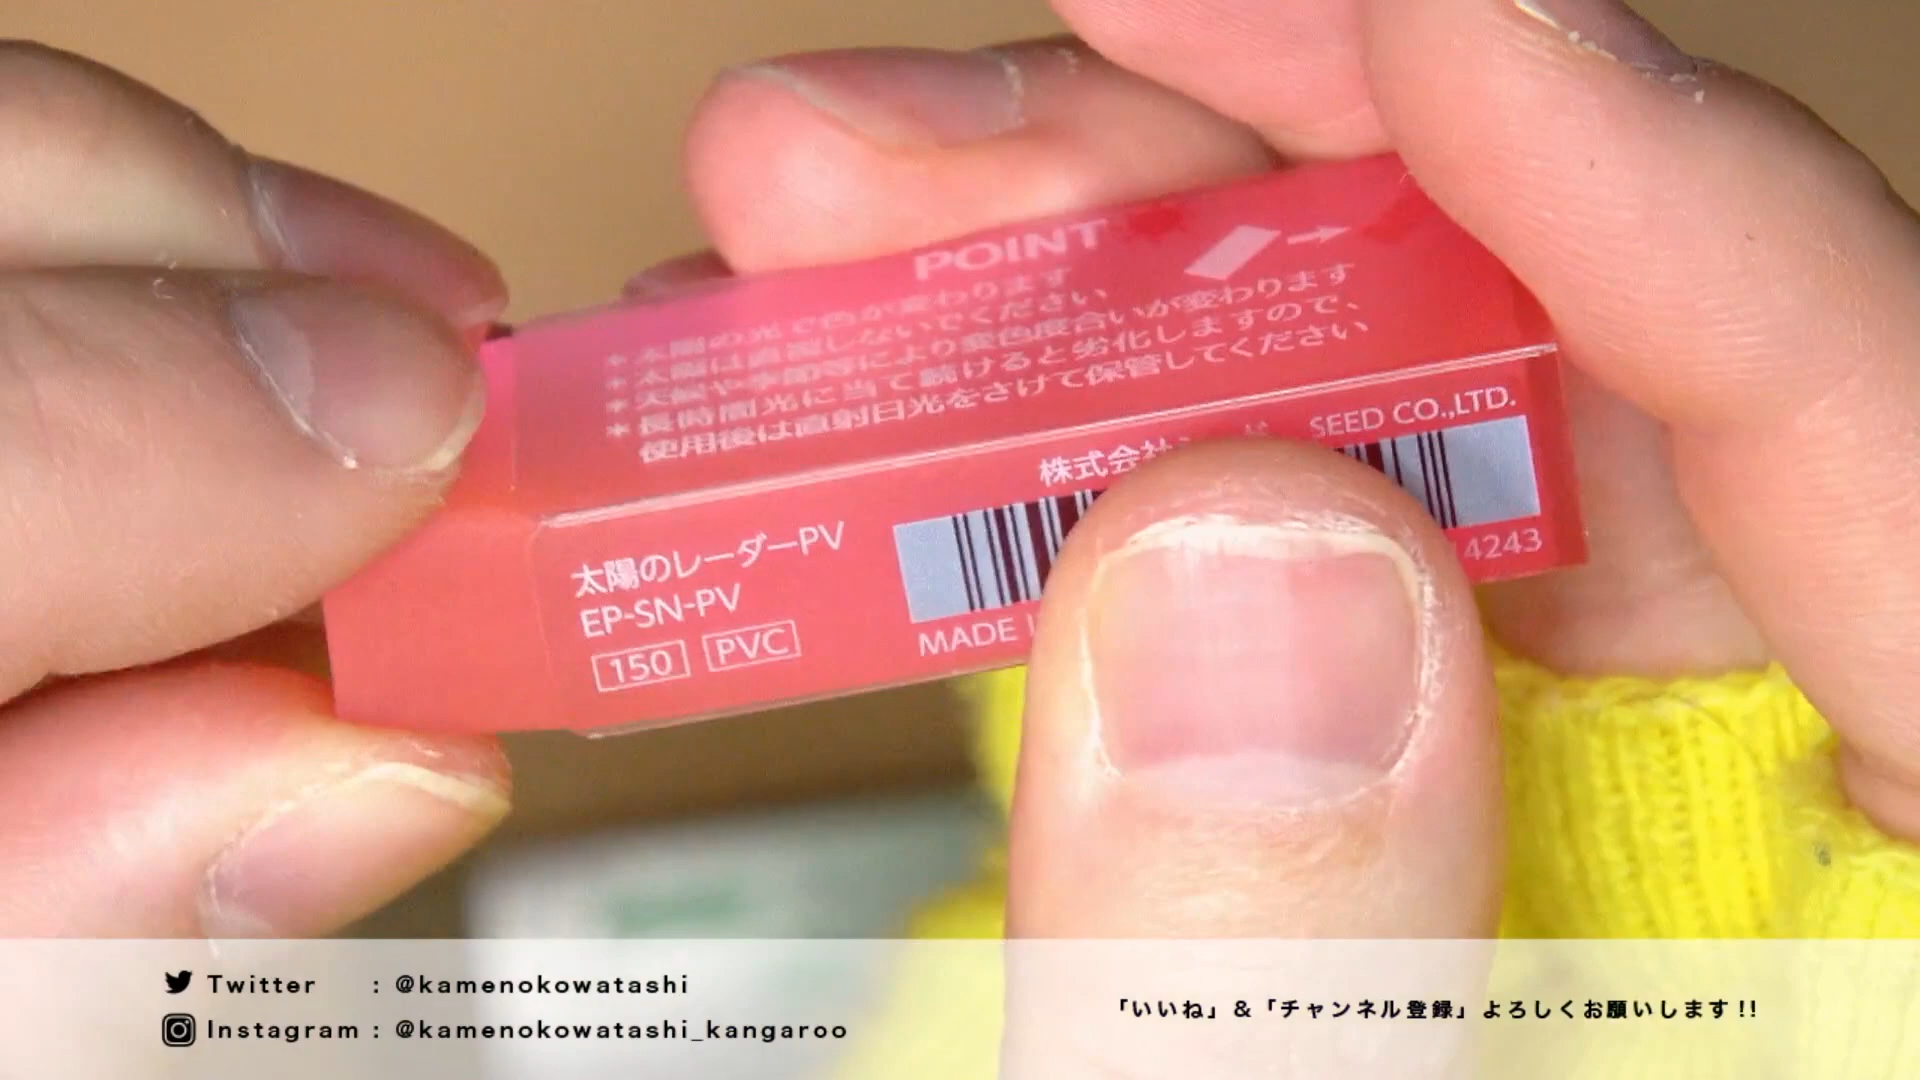 POINT
＊太陽の光で色が変わります
＊太陽は直視しないでください
＊天候や季節等により変色度合いが変わります
＊長時間光に当て続けると劣化しますので、
使用後は直射日光をさけて保管してください
株式会社 SEED CO.,LTD.
太陽のレーダーPV
EP-SN-PV
150 PVC
4243
MADE
Twitter : @kamenokowatashi
Instagram : @kamenokowatashi_kangaroo
「いいね」&「チャンネル登録」よろしくお願いします!!